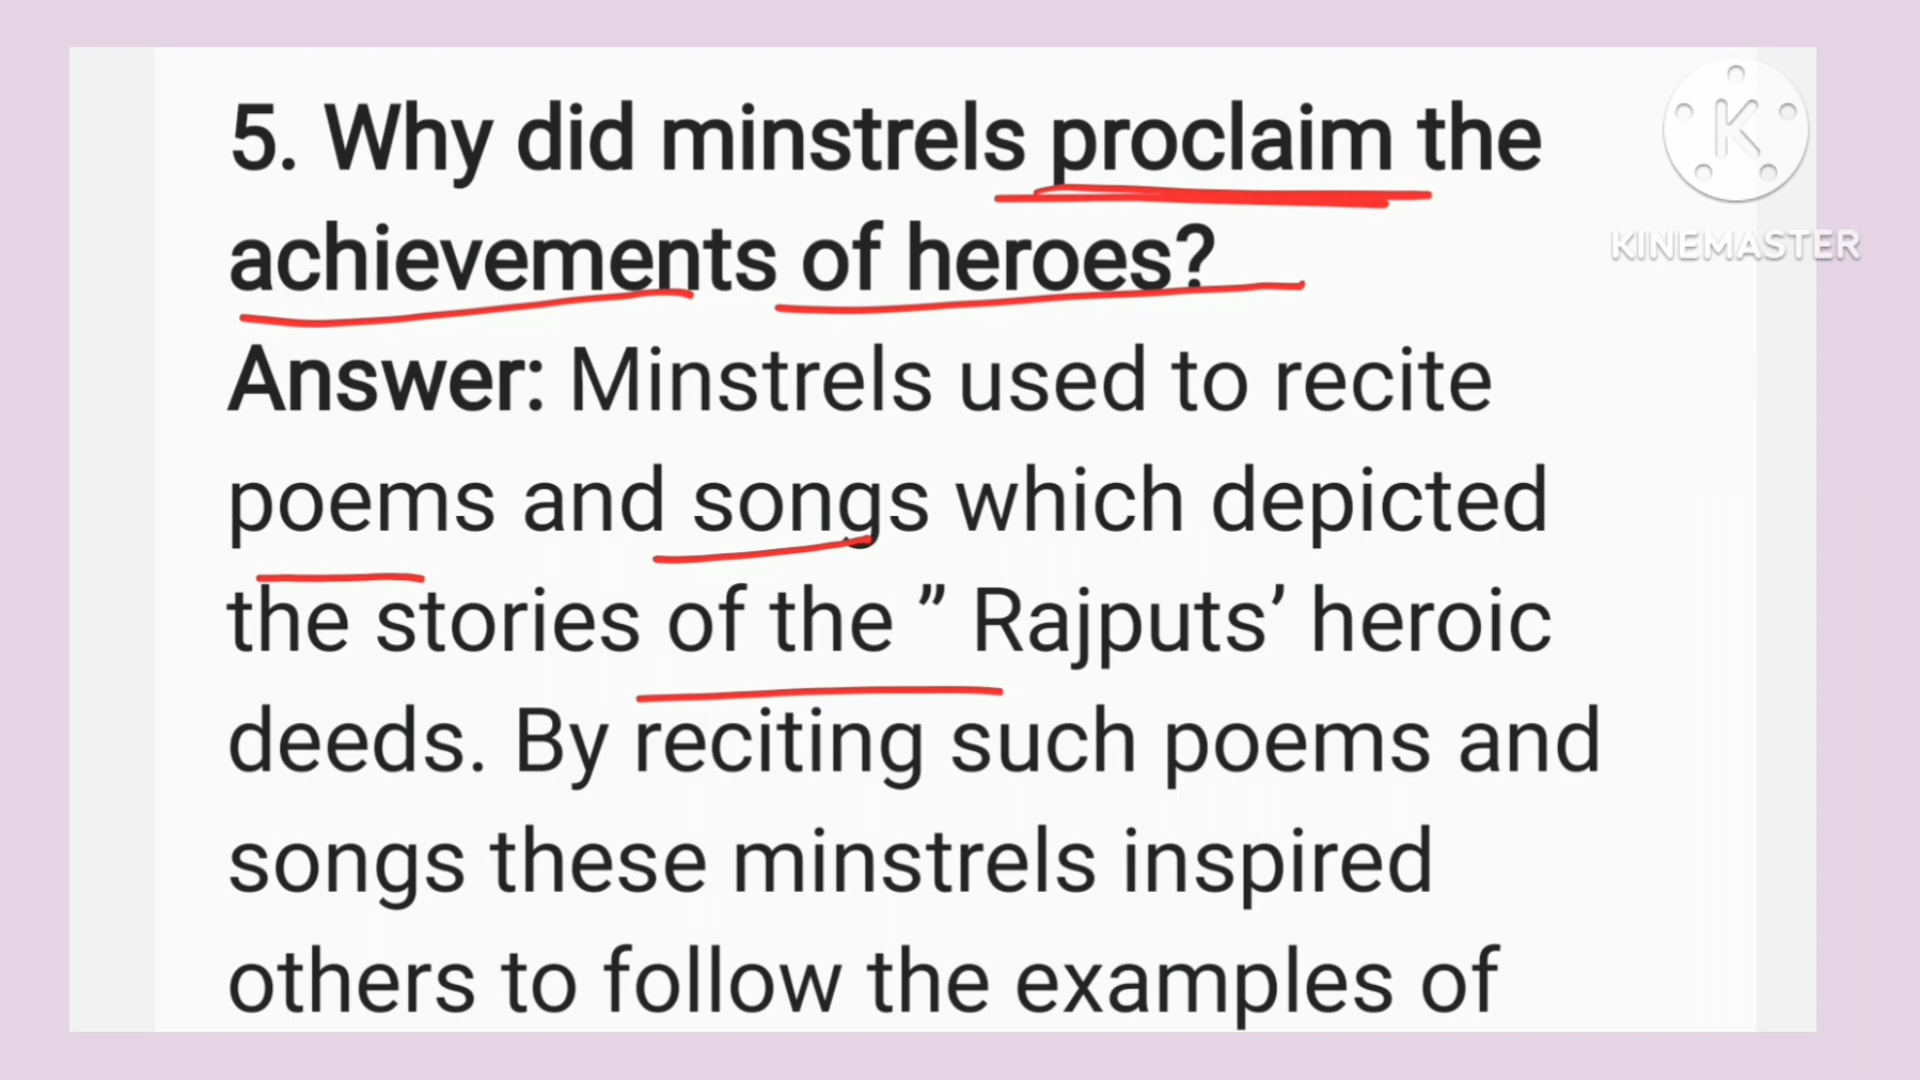 5. Why did minstrels proclaim the
achievements of heroes?
Answer: Minstrels used to recite
poems and songs which depicted
the stories of the ” Rajputs’ heroic
deeds. By reciting such poems and
songs these minstrels inspired
others to follow the examples of
K
KINEMASTER